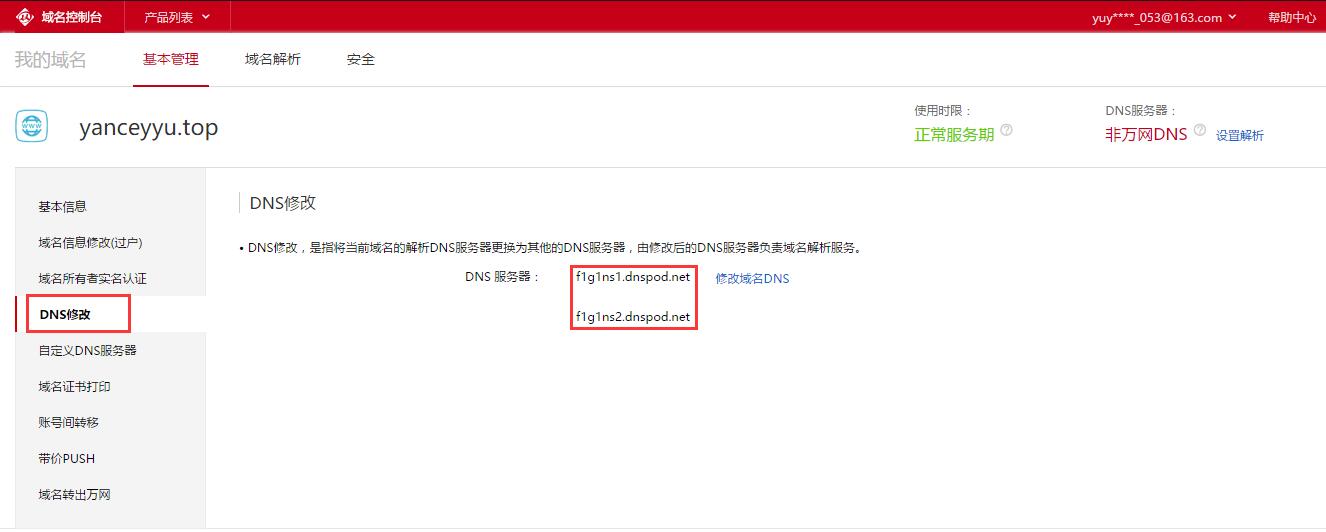 域名控制台 产品列表 yuy****_053@163.com 帮助中心
我的域名 基本管理 域名解析 安全
使用时限： DNS服务器：
www yanceyyu.top 正常服务期 ? 非万网DNS ? 设置解析
DNS修改
基本信息
• DNS修改，是指将当前域名的解析DNS服务器更换为其他的DNS服务器，由修改后的DNS服务器负责域名解析服务。
域名信息修改(过户)
DNS 服务器： f1g1ns1.dnspod.net 修改域名DNS
域名所有者实名认证
f1g1ns2.dnspod.net
DNS修改
自定义DNS服务器
域名证书打印
账号间转移
带价PUSH
域名转出万网